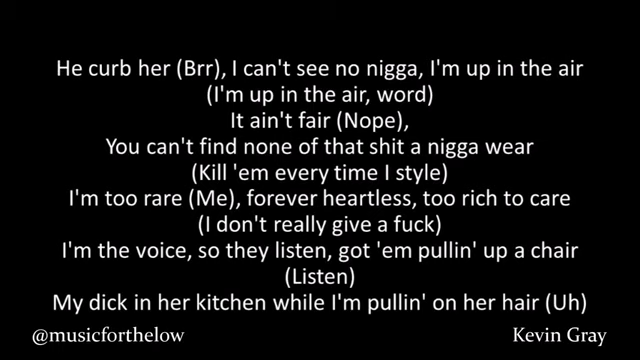 He curb her (Brr), I can't see no nigga, I'm up in the air
(I'm up in the air, word)
It ain't fair (Nope),
You can't find none of that shit a nigga wear
(Kill 'em every time I style)
I'm too rare (Me), forever heartless, too rich to care
(I don't really give a fuck)
I'm the voice, so they listen, got 'em pullin' up a chair
(Listen)
My dick in her kitchen while I'm pullin' on her hair (Uh)
@musicforthelow Kevin Gray